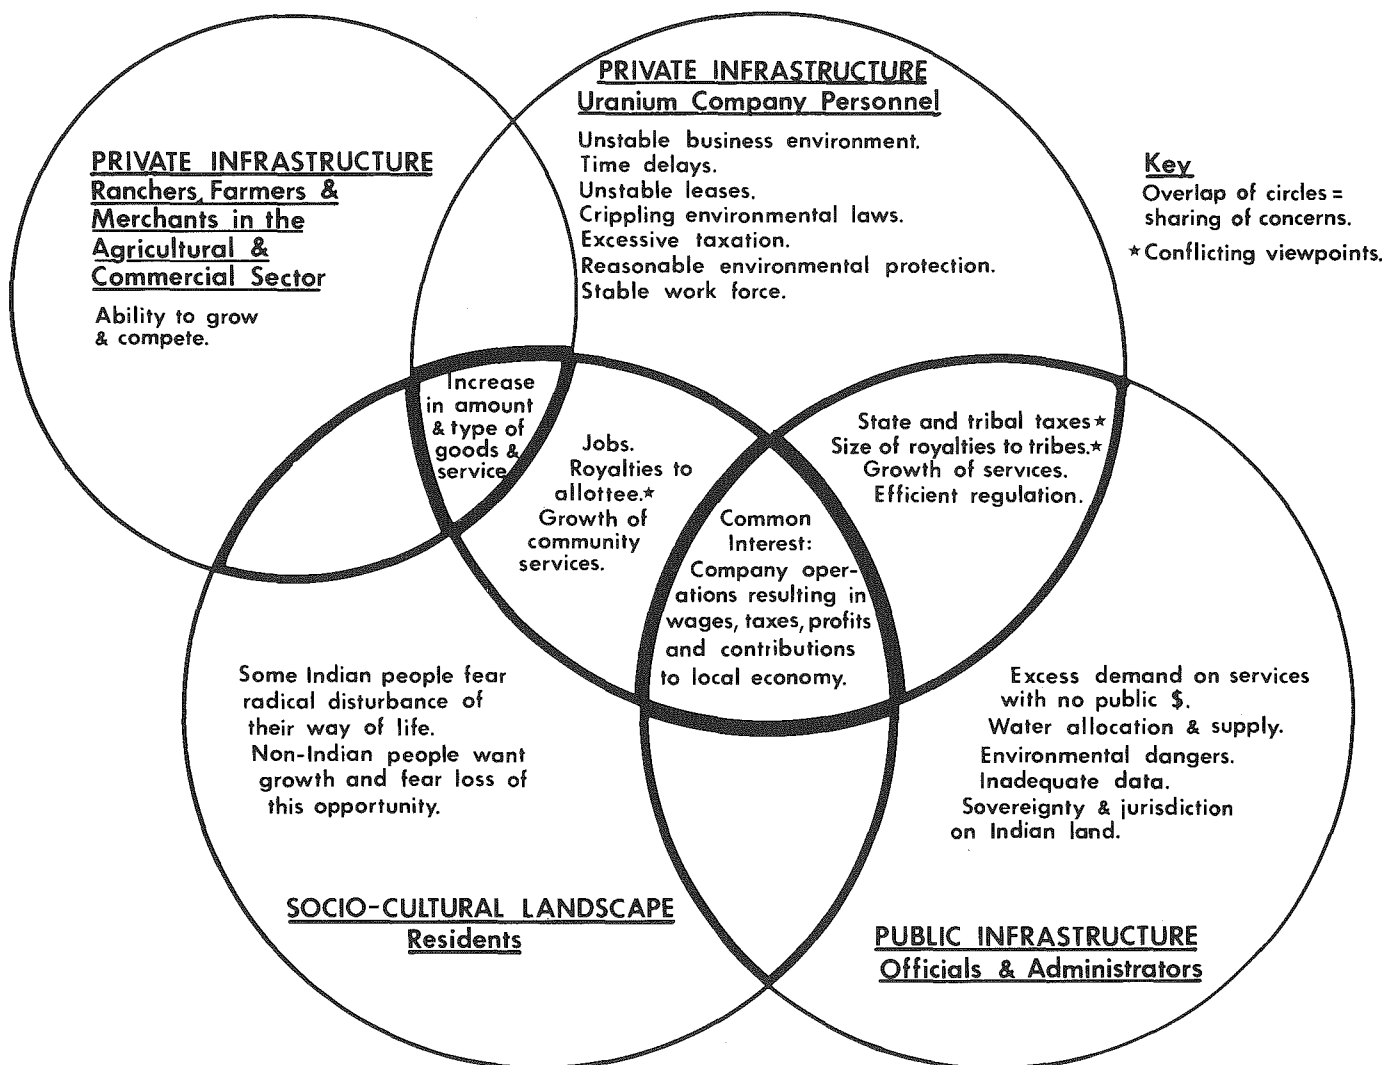 PRIVATE INFRASTRUCTURE
Ranchers, Farmers &
Merchants in the
Agricultural &
Commercial Sector
Ability to grow
& compete.
PRIVATE INFRASTRUCTURE
Uranium Company Personnel
Unstable business environment.
Time delays.
Unstable leases.
Crippling environmental laws.
Excessive taxation.
Reasonable environmental protection.
Stable work force.
Key
Overlap of circles =
sharing of concerns.
★Conflicting viewpoints.
Increase
in amount
& type of
goods &
service
Jobs.
Royalties to
allottee.★
Growth of
community
services.
State and tribal taxes★
Size of royalties to tribes.★
Growth of services.
Efficient regulation.
Common
Interest:
Company oper-
ations resulting in
wages, taxes, profits
and contributions
to local economy.
Some Indian people fear
radical disturbance of
their way of life.
Non-Indian people want
growth and fear loss of
this opportunity.
SOCIO-CULTURAL LANDSCAPE
Residents
Excess demand on services
with no public $.
Water allocation & supply.
Environmental dangers.
Inadequate data.
Sovereignty & jurisdiction
on Indian land.
PUBLIC INFRASTRUCTURE
Officials & Administrators